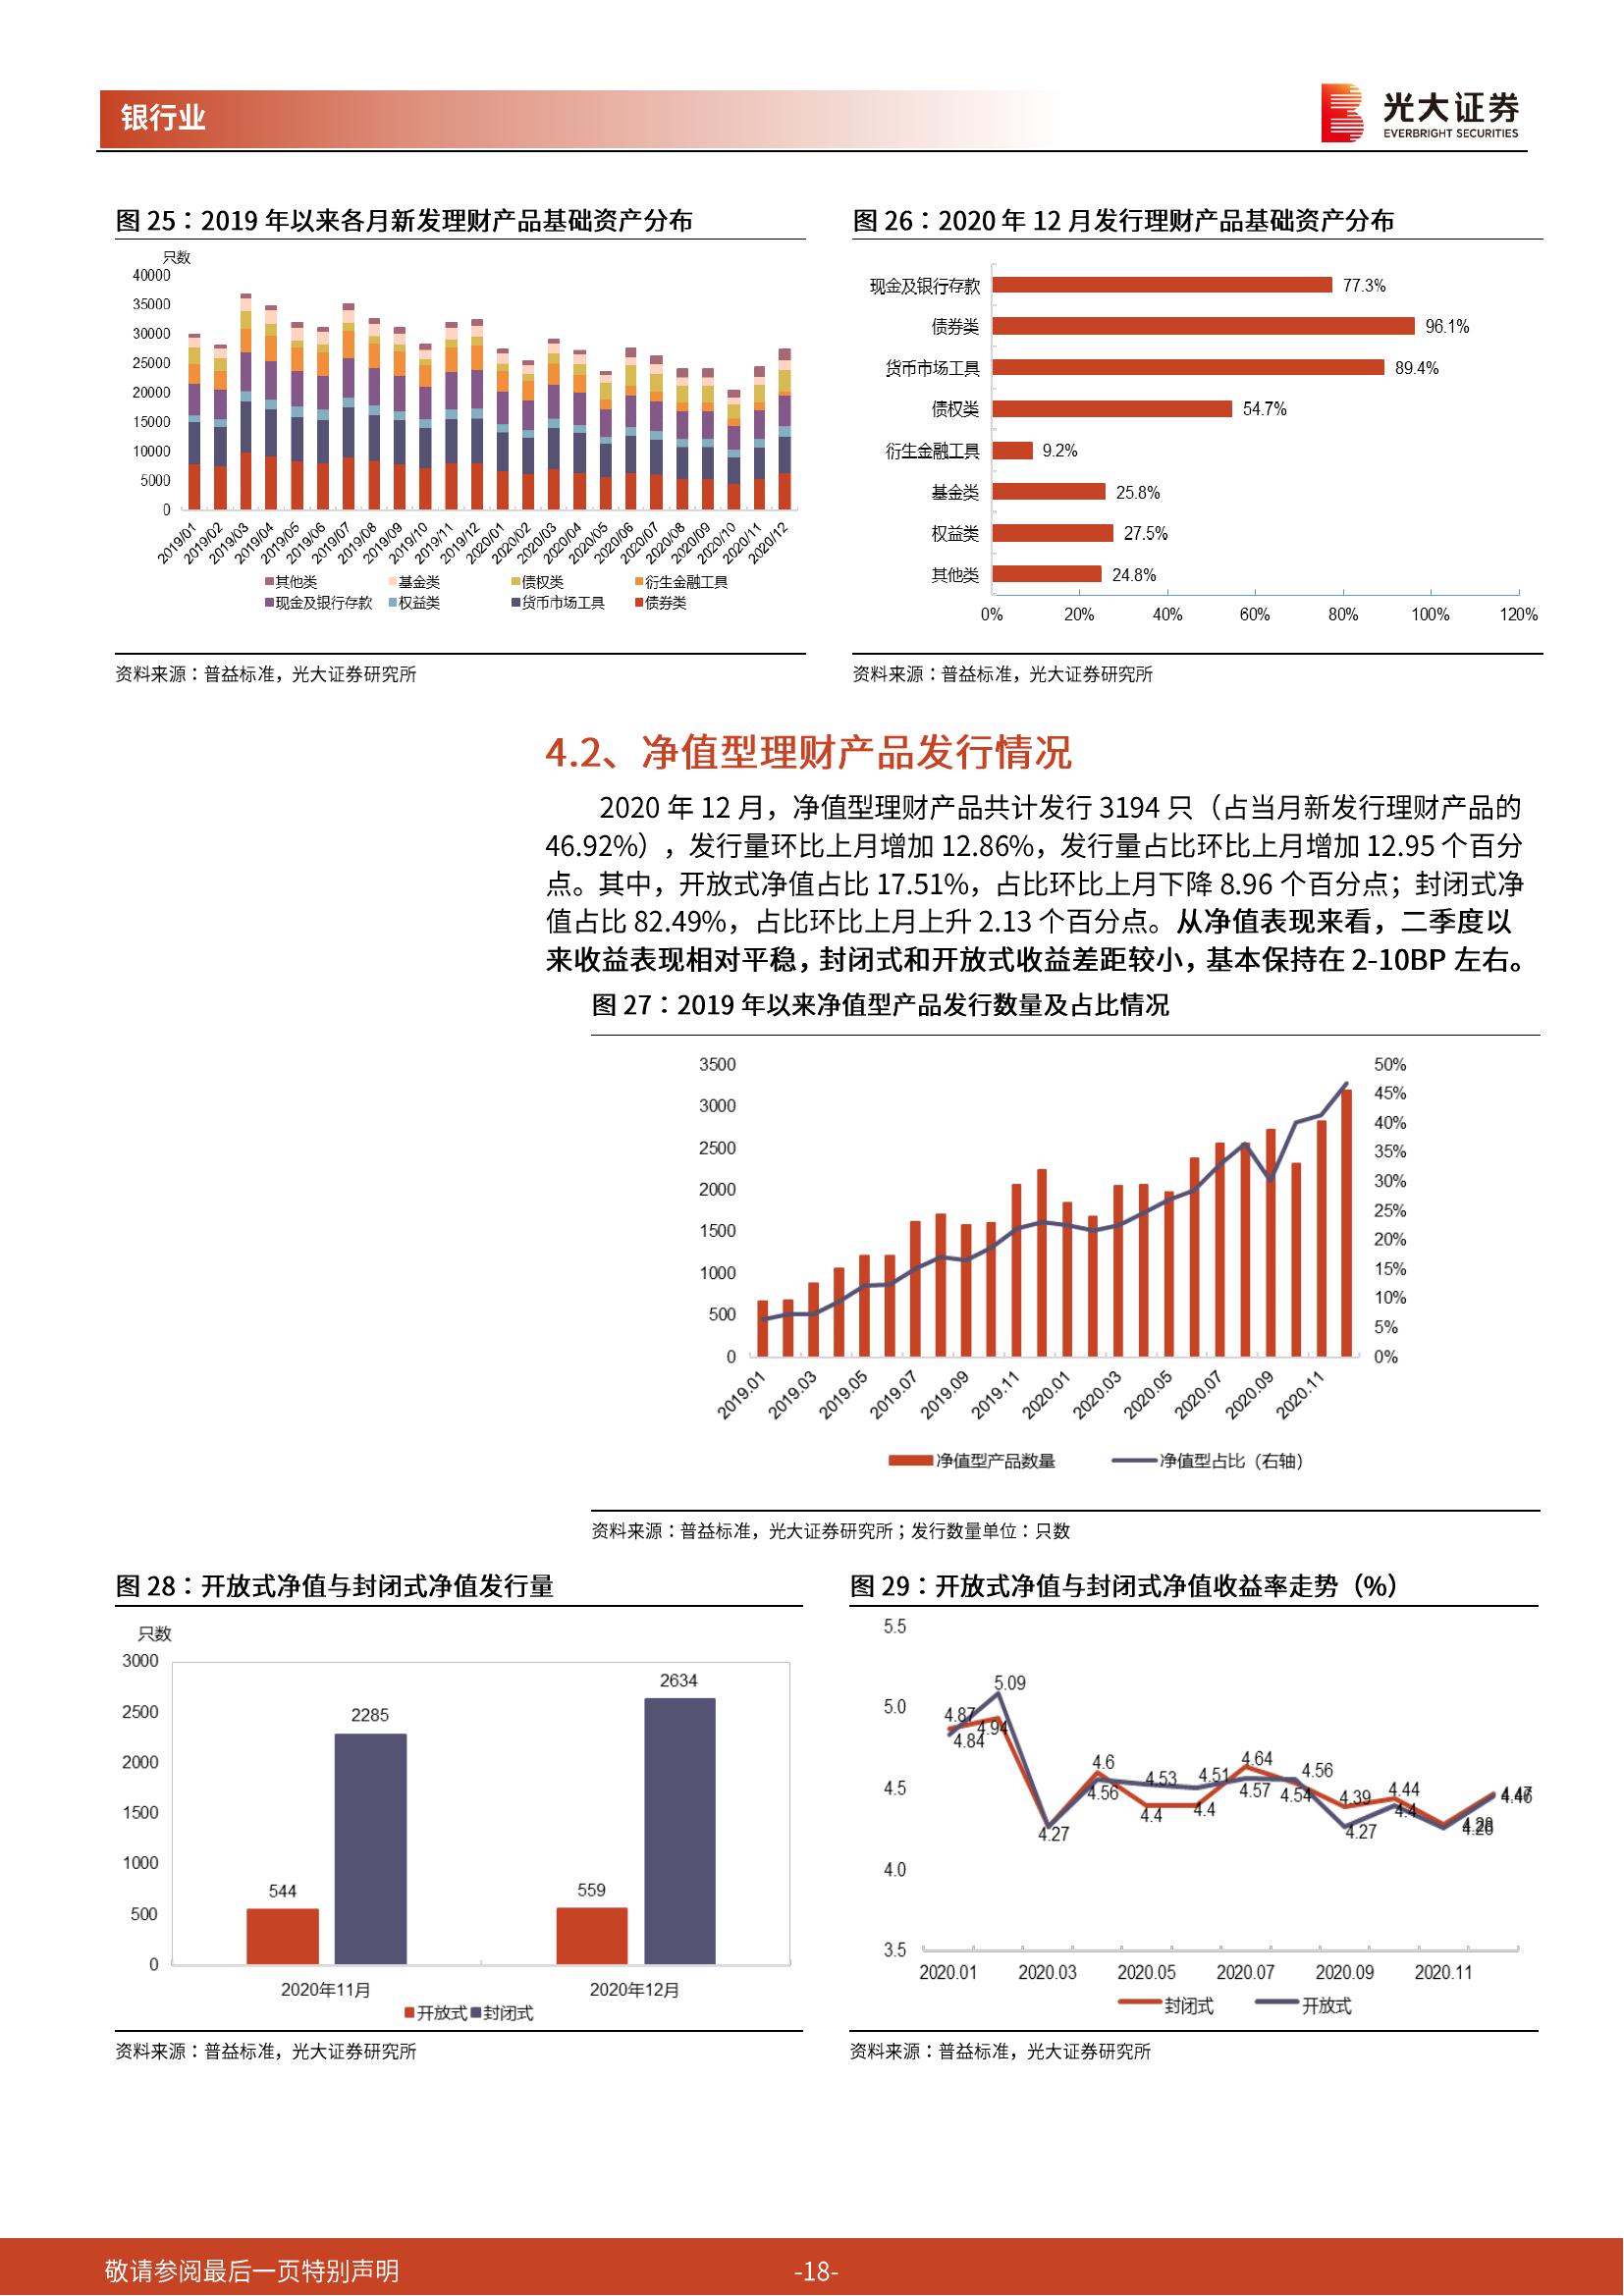 银行业
光大证券
EVERBRIGHT SECURITIES
图 25：2019 年以来各月新发理财产品基础资产分布
只数
40000
35000
30000
25000
20000
15000
10000
5000
0
2019/01 2019/02 2019/03 2019/04 2019/05 2019/06 2019/07 2019/08 2019/09 2019/10 2019/11 2019/12 2020/01 2020/02 2020/03 2020/04 2020/05 2020/06 2020/07 2020/08 2020/09 2020/10 2020/11 2020/12
其他类 基金类 债权类 衍生金融工具
现金及银行存款 权益类 货币市场工具 债券类
资料来源：普益标准，光大证券研究所
图 26：2020 年 12 月发行理财产品基础资产分布
现金及银行存款 77.3%
债券类 96.1%
货币市场工具 89.4%
债权类 54.7%
衍生金融工具 9.2%
基金类 25.8%
权益类 27.5%
其他类 24.8%
0% 20% 40% 60% 80% 100% 120%
资料来源：普益标准，光大证券研究所
4.2、净值型理财产品发行情况
2020 年 12 月，净值型理财产品共计发行 3194 只（占当月新发行理财产品的
46.92%），发行量环比上月增加 12.86%，发行量占比环比上月增加 12.95 个百分
点。其中，开放式净值占比 17.51%，占比环比上月下降 8.96 个百分点；封闭式净
值占比 82.49%，占比环比上月上升 2.13 个百分点。从净值表现来看，二季度以
来收益表现相对平稳，封闭式和开放式收益差距较小，基本保持在 2-10BP 左右。
图 27：2019 年以来净值型产品发行数量及占比情况
3500 50%
3000 45%
2500 40%
2000 35%
1500 30%
1000 25%
500 20%
0 15%
10%
5%
0%
2019.01 2019.03 2019.05 2019.07 2019.09 2019.11 2020.01 2020.03 2020.05 2020.07 2020.09 2020.11
净值型产品数量 净值型占比（右轴）
资料来源：普益标准，光大证券研究所；发行数量单位：只数
图 28：开放式净值与封闭式净值发行量
只数
3000
2500
2000
1500
1000
500
0
544 2285 559 2634
2020年11月 2020年12月
开放式 封闭式
资料来源：普益标准，光大证券研究所
图 29：开放式净值与封闭式净值收益率走势（%）
5.5
5.0
4.5
4.0
3.5
4.87 4.94 4.6 4.4 4.4 4.64 4.54 4.39 4.44 4.28 4.47
4.84 5.09 4.27 4.56 4.53 4.51 4.57 4.56 4.27 4.4 4.26 4.46
2020.01 2020.03 2020.05 2020.07 2020.09 2020.11
封闭式 开放式
资料来源：普益标准，光大证券研究所
敬请参阅最后一页特别声明
-18-